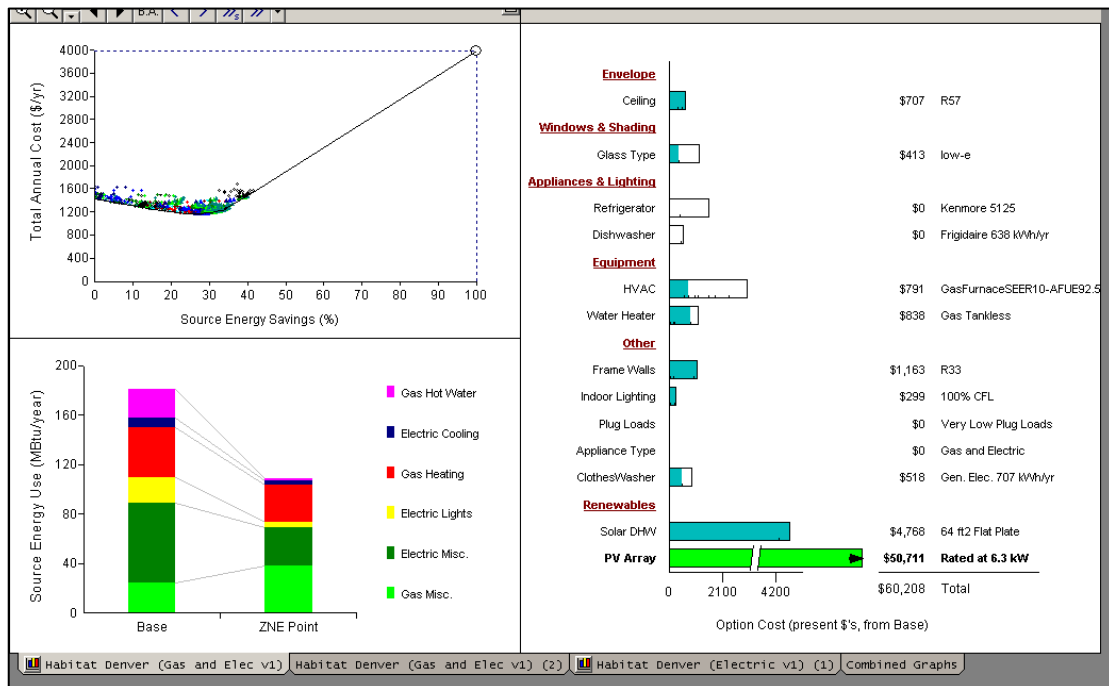 B.A.
Total Annual Cost ($/yr)
4000
3600
3200
2800
2400
2000
1600
1200
800
400
0
0 10 20 30 40 50 60 70 80 90 100
Source Energy Savings (%)
Source Energy Use (MBtu/year)
200
160
120
80
40
0
Base ZNE Point
Gas Hot Water
Electric Cooling
Gas Heating
Electric Lights
Electric Misc.
Gas Misc.
Envelope
Ceiling $707 R57
Windows & Shading
Glass Type $413 low-e
Appliances & Lighting
Refrigerator $0 Kenmore 5125
Dishwasher $0 Frigidaire 638 kWh/yr
Equipment
HVAC $791 GasFurnaceSEER10-AFUE92.5
Water Heater $838 Gas Tankless
Other
Frame Walls $1,163 R33
Indoor Lighting $299 100% CFL
Plug Loads $0 Very Low Plug Loads
Appliance Type $0 Gas and Electric
ClothesWasher $518 Gen. Elec. 707 kWh/yr
Renewables
Solar DHW $4,768 64 ft2 Flat Plate
PV Array $50,711 Rated at 6.3 kW
$60,208 Total
0 2100 4200
Option Cost (present $'s, from Base)
Habitat Denver (Gas and Elec v1) Habitat Denver (Gas and Elec v1) (2) Habitat Denver (Electric v1) (1) Combined Graphs